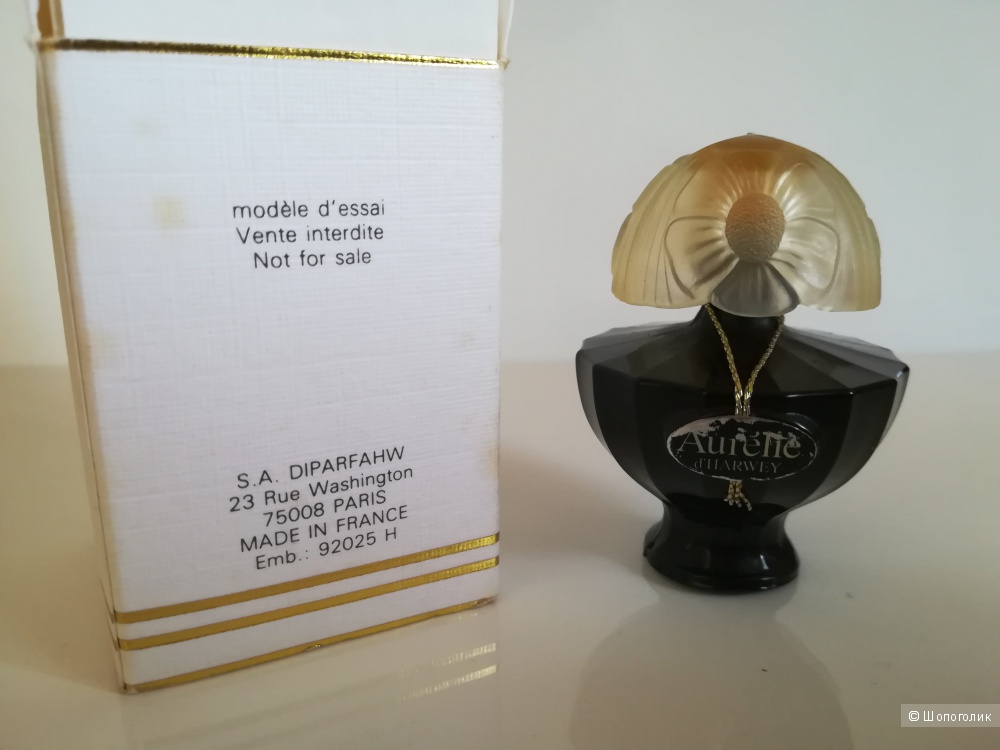 modèle d'essai
Vente interdite
Not for sale
S.A. DIPARFAHW
23 Rue Washington
75008 PARIS
MADE IN FRANCE
Emb.: 92025 H
Aurélie
d'HARWEY
© Шопоголик